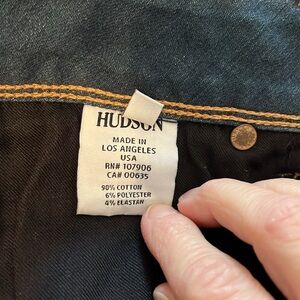 HUDSON
MADE IN
LOS ANGELES
USA
RN# 107906
CA# 00635
90% COTTON
6% POLYESTER
4% ELASTAN